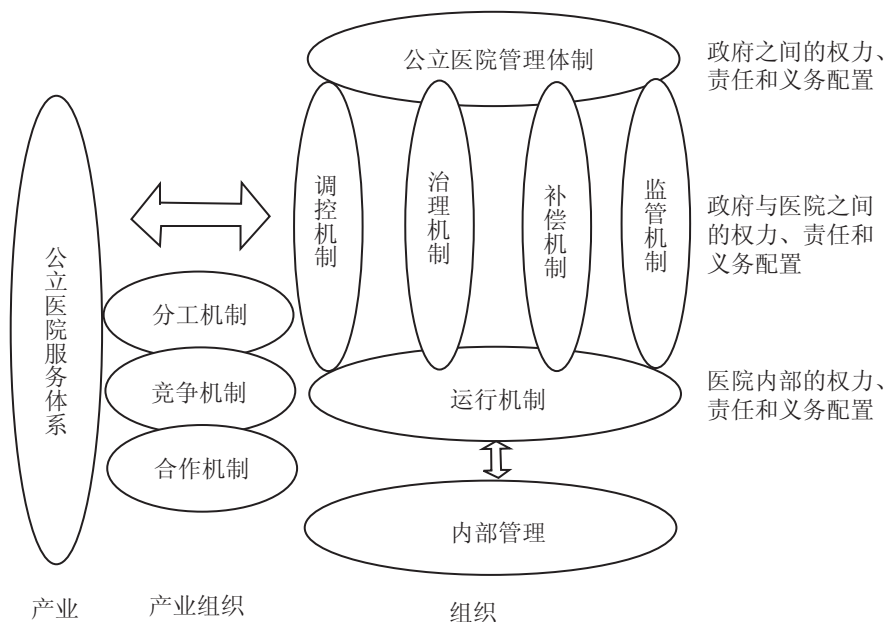 公立医院管理体制
政府之间的权力、
责任和义务配置
调控机制
治理机制
补偿机制
监管机制
政府与医院之间
的权力、责任和
义务配置
公立医院服务体系
分工机制
竞争机制
合作机制
运行机制
医院内部的权力、
责任和义务配置
内部管理
产业
产业组织
组织